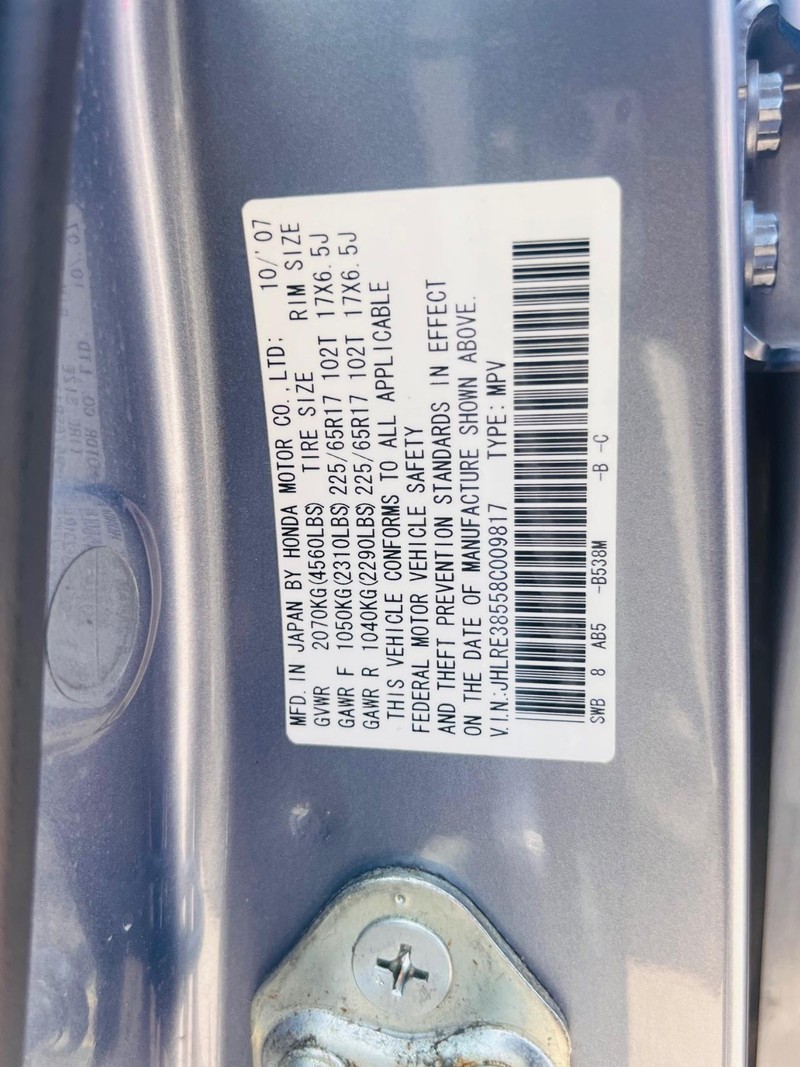 MFD. IN JAPAN BY HONDA MOTOR CO., LTD; 10/'07
GVWR 2070KG(4560LBS) TIRE SIZE RIM SIZE
GAWR F 1050KG(2310LBS) 225/65R17 102T 17X6.5J
GAWR R 1040KG(2290LBS) 225/65R17 102T 17X6.5J
THIS VEHICLE CONFORMS TO ALL APPLICABLE
FEDERAL MOTOR VEHICLE SAFETY
AND THEFT PREVENTION STANDARDS IN EFFECT
ON THE DATE OF MANUFACTURE SHOWN ABOVE.
V.I.N.:JHLRE38558C009817 TYPE:MPV
SWB 8 AB5 -B538M -B -C